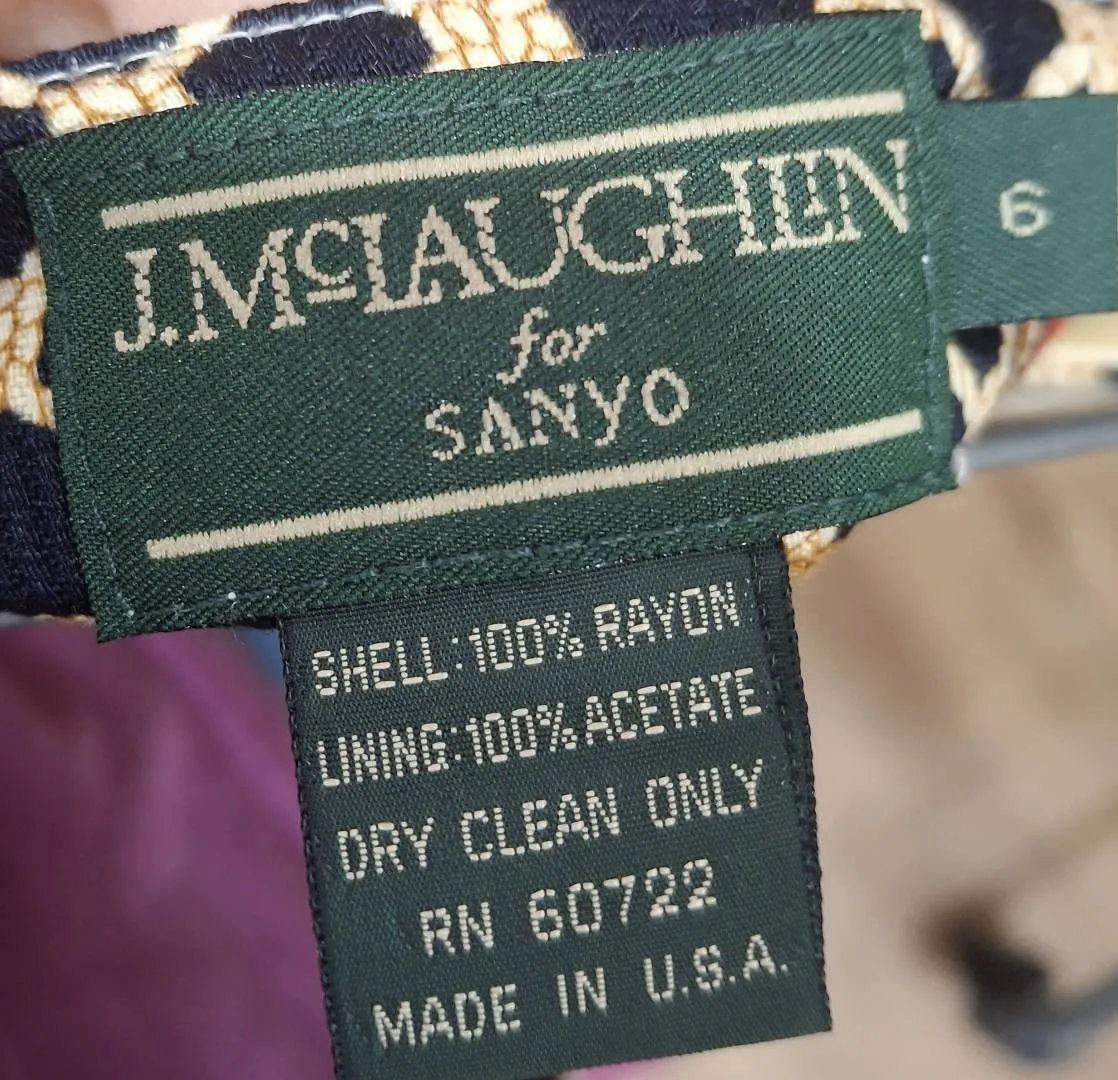 J.McLAUGHLIN
for
SANYO
6
SHELL:100% RAYON
LINING:100% ACETATE
DRY CLEAN ONLY
RN 60722
MADE IN U.S.A.